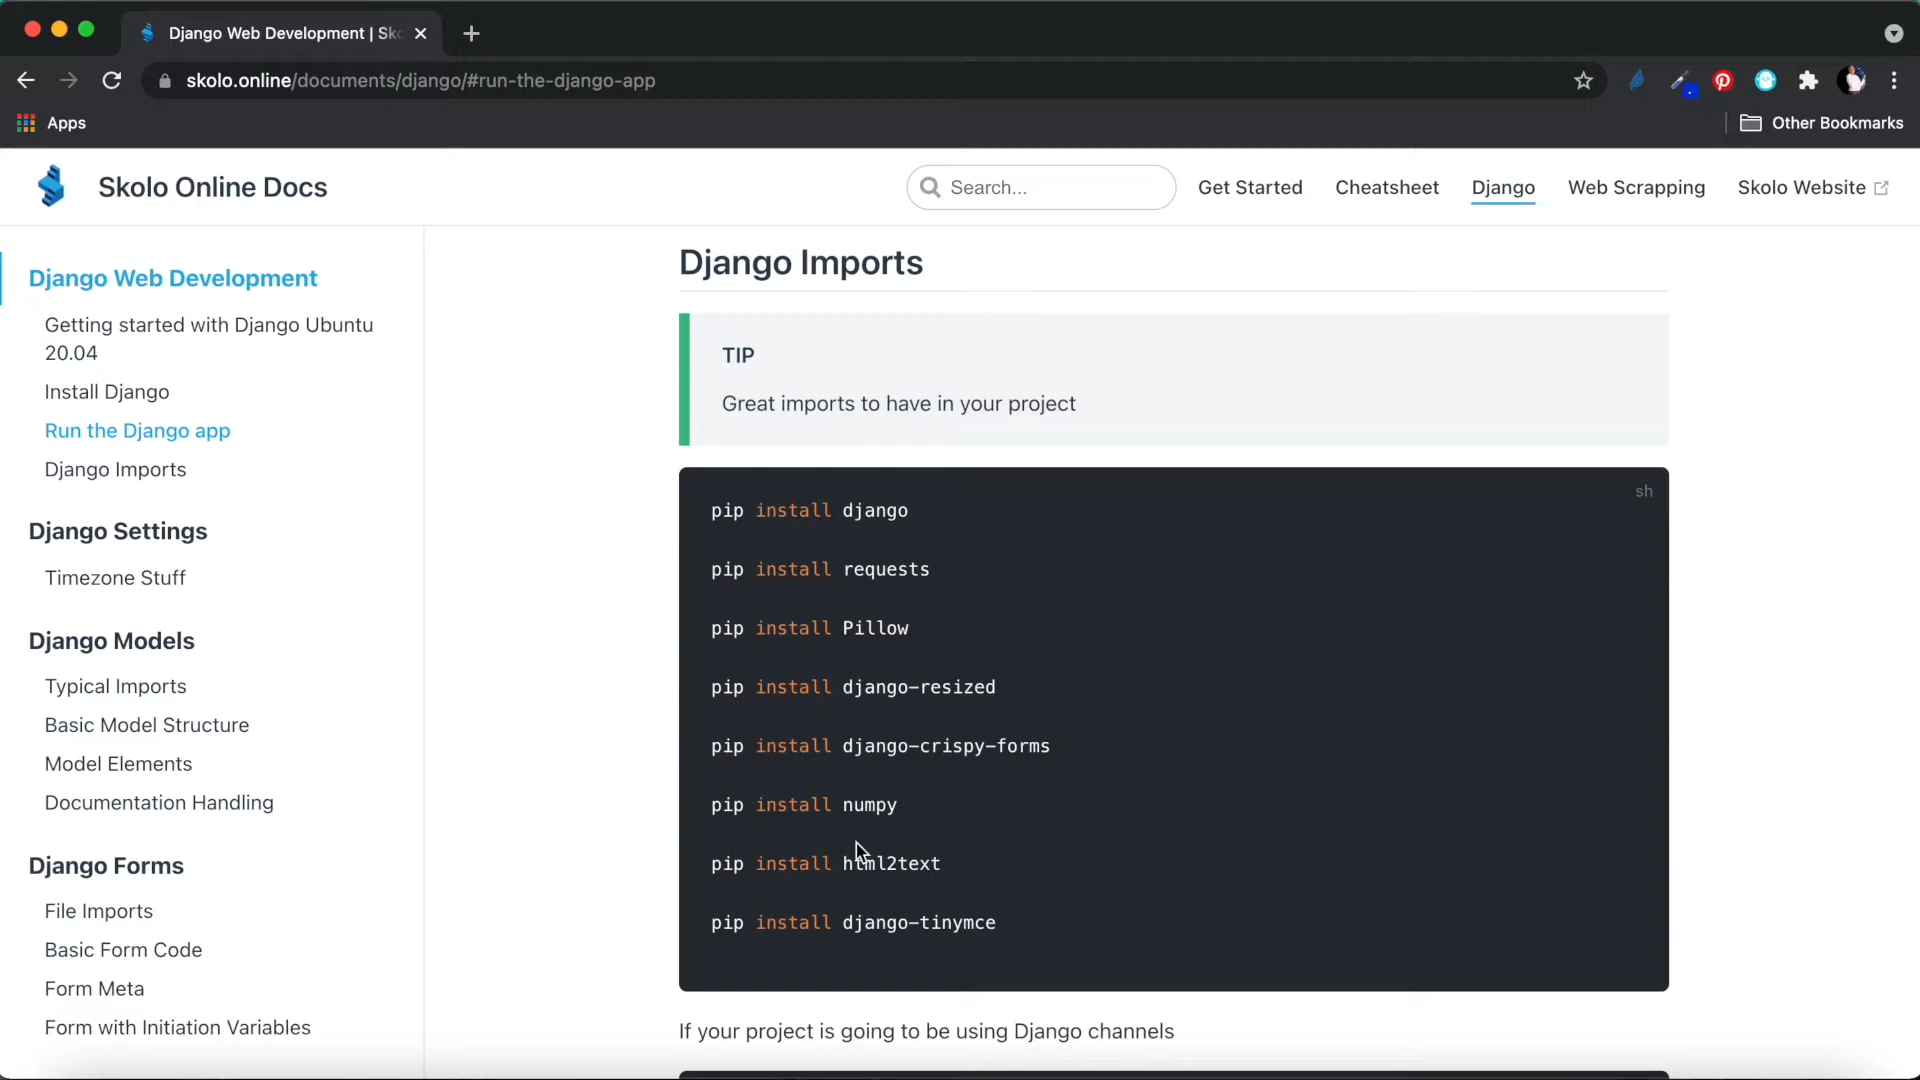 Django Web Development | Sk
skolo.online/documents/django/#run-the-django-app
Apps
Other Bookmarks
Skolo Online Docs
Search...
Get Started
Cheatsheet
Django
Web Scrapping
Skolo Website
Django Web Development
Getting started with Django Ubuntu
20.04
Install Django
Run the Django app
Django Imports
Django Settings
Timezone Stuff
Django Models
Typical Imports
Basic Model Structure
Model Elements
Documentation Handling
Django Forms
File Imports
Basic Form Code
Form Meta
Form with Initiation Variables
Django Imports
TIP
Great imports to have in your project
sh
pip install django
pip install requests
pip install Pillow
pip install django-resized
pip install django-crispy-forms
pip install numpy
pip install html2text
pip install django-tinymce
If your project is going to be using Django channels